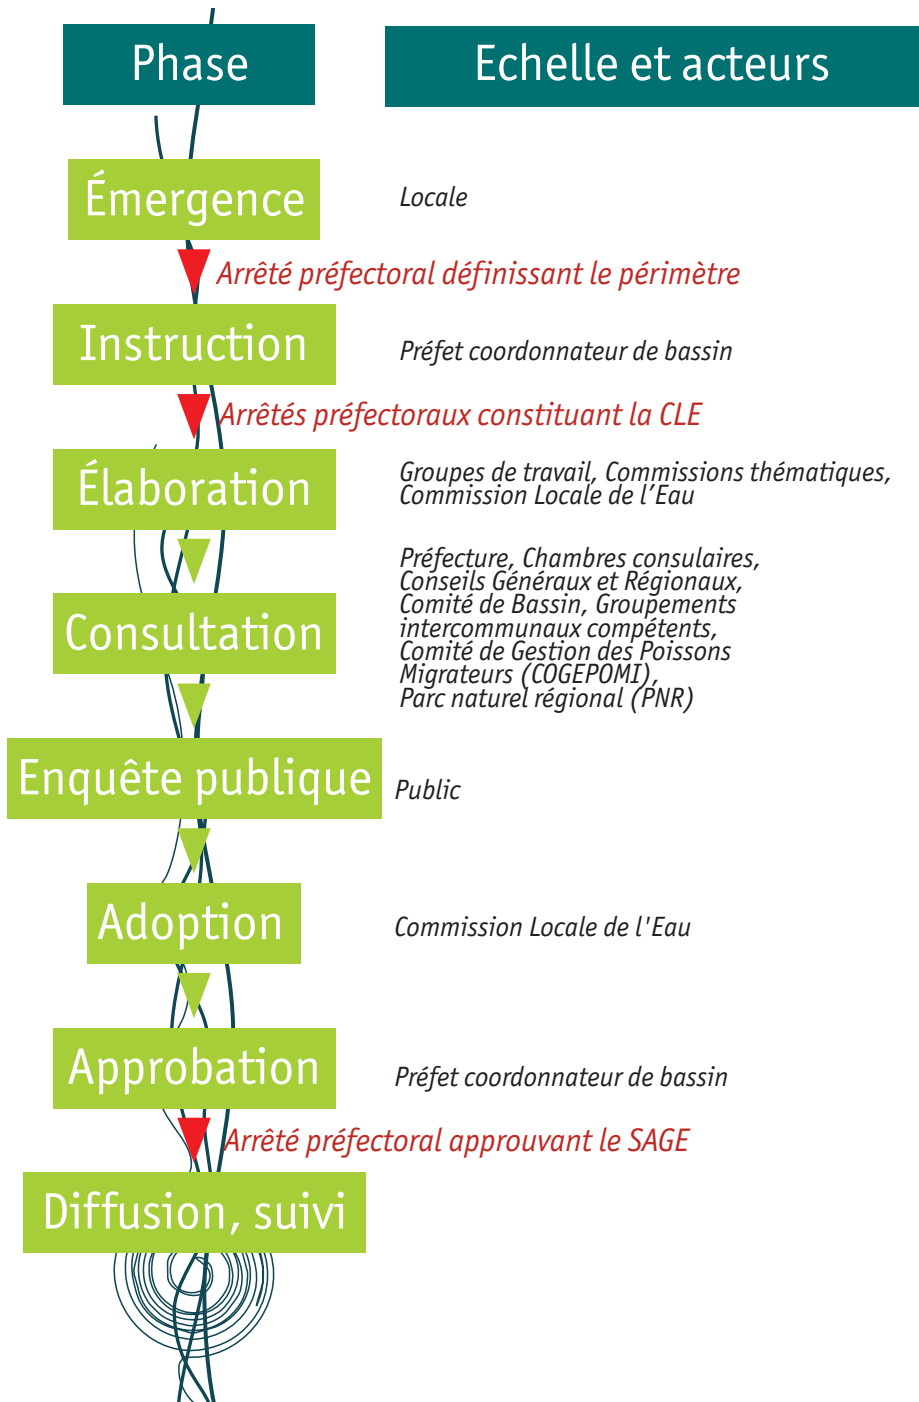 Phase
Echelle et acteurs
Émergence
Locale
Arrêté préfectoral définissant le périmètre
Instruction
Préfet coordonnateur de bassin
Arrêtés préfectoraux constituant la CLE
Élaboration
Groupes de travail, Commissions thématiques,
Commission Locale de l’Eau
Consultation
Préfecture, Chambres consulaires,
Conseils Généraux et Régionaux,
Comité de Bassin, Groupements
intercommunaux compétents,
Comité de Gestion des Poissons
Migrateurs (COGEPOMI),
Parc naturel régional (PNR)
Enquête publique
Public
Adoption
Commission Locale de l'Eau
Approbation
Préfet coordonnateur de bassin
Arrêté préfectoral approuvant le SAGE
Diffusion, suivi